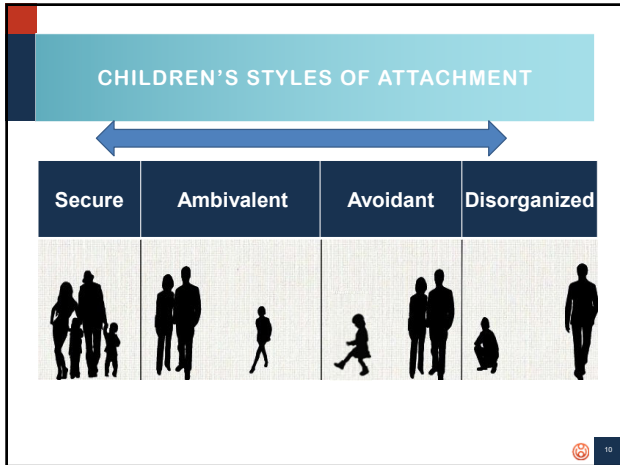 CHILDREN'S STYLES OF ATTACHMENT
Secure Ambivalent Avoidant Disorganized
10